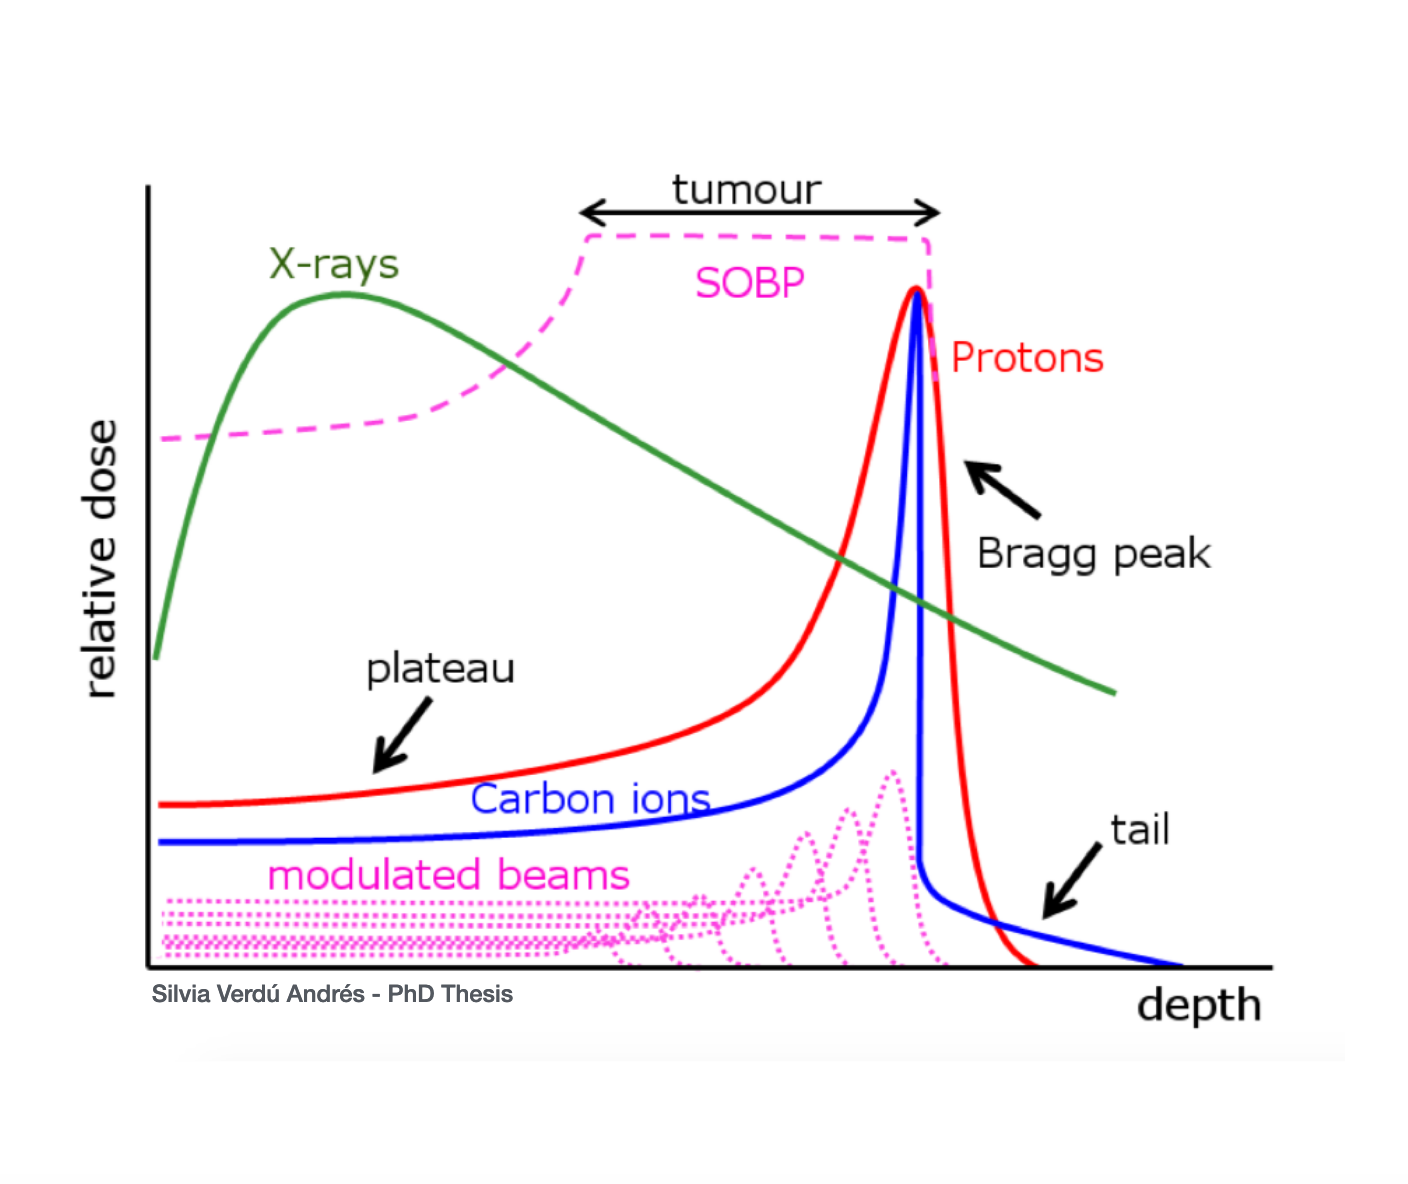 tumour
X-rays
SOBP
Protons
relative dose
Bragg peak
plateau
Carbon ions
tail
modulated beams
Silvia Verdú Andrés - PhD Thesis
depth